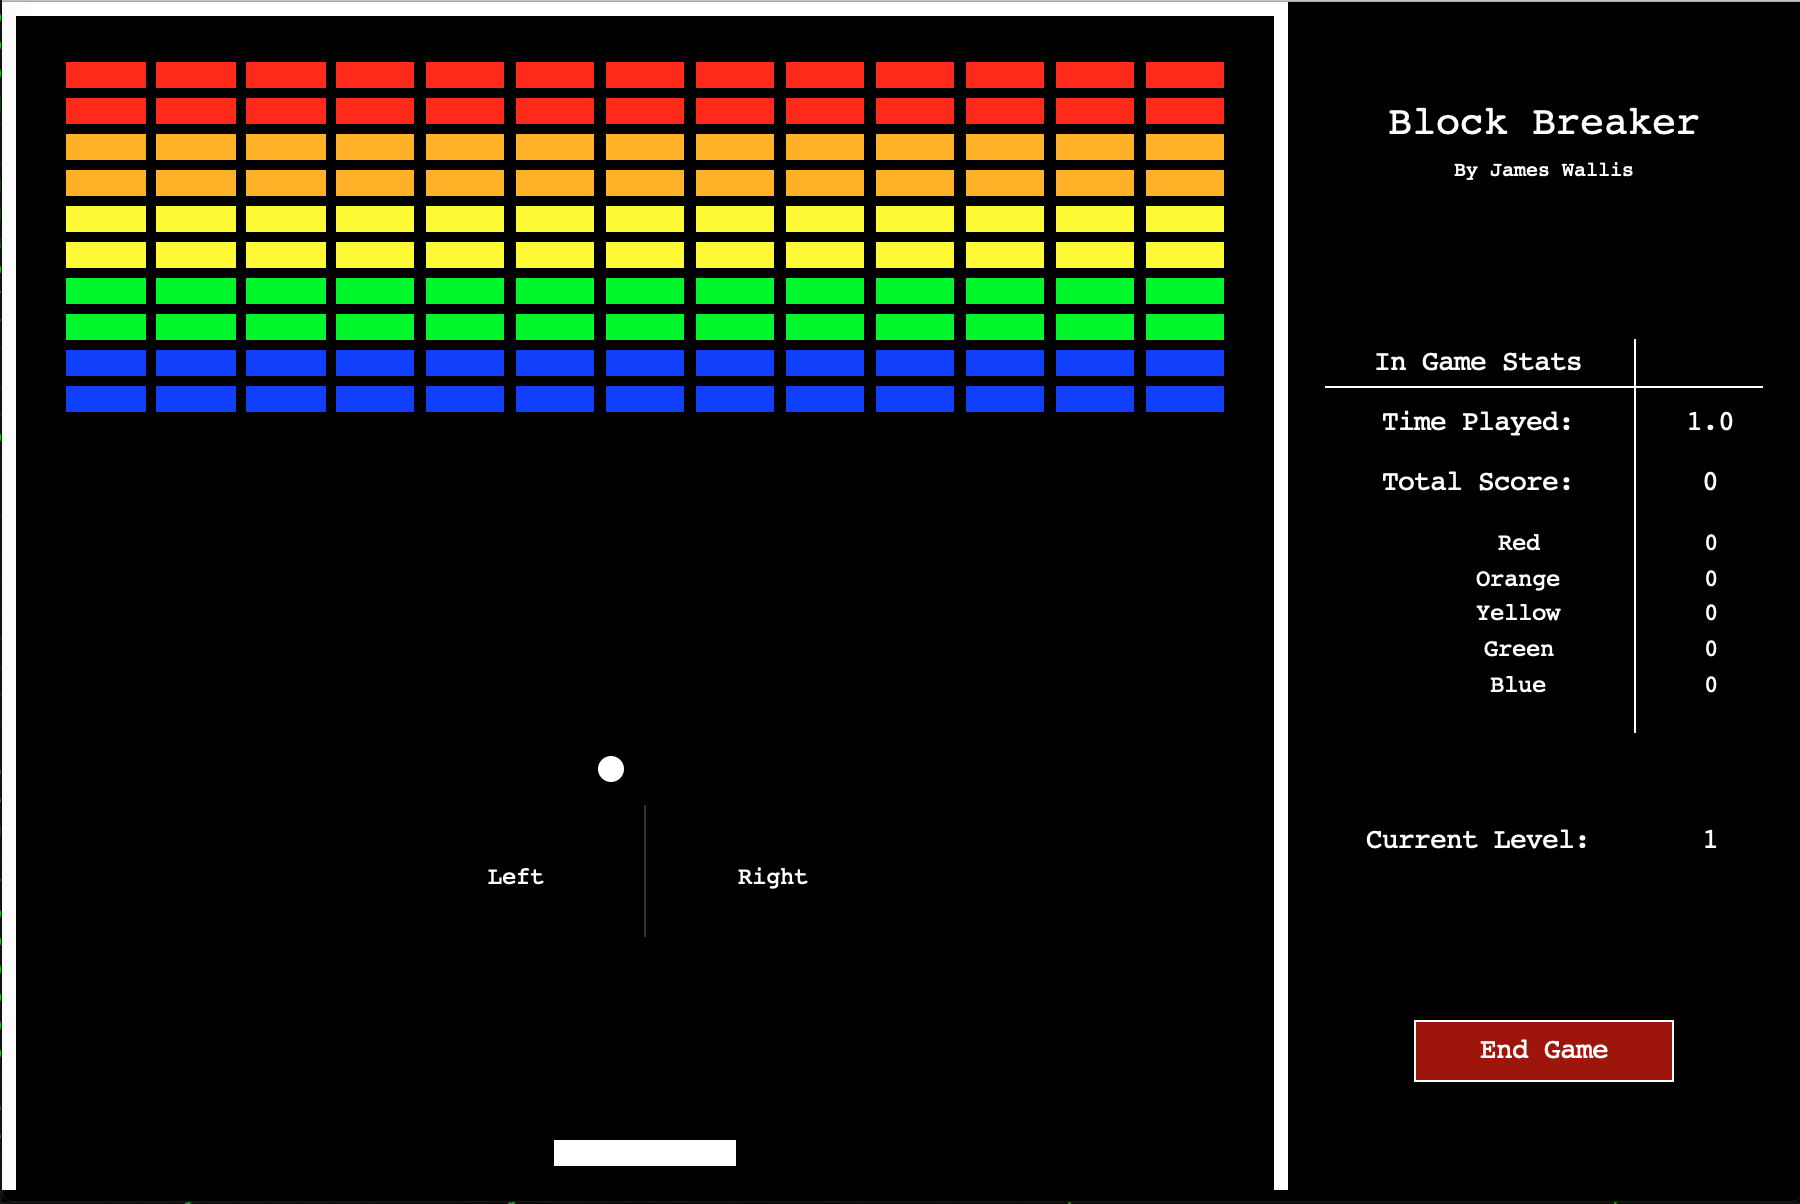 Block Breaker
By James Wallis
In Game Stats
Time Played: 1.0
Total Score: 0
Red 0
Orange 0
Yellow 0
Green 0
Blue 0
Current Level: 1
Left Right
End Game